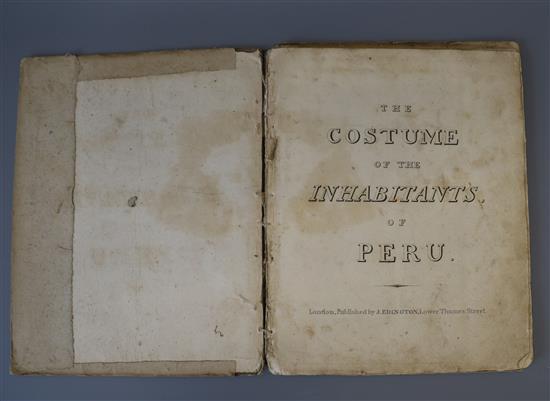 THE
COSTUME
OF THE
INHABITANTS.
OF
PERU.
London, Published by J. EDINGTON, Lower Thames Street.